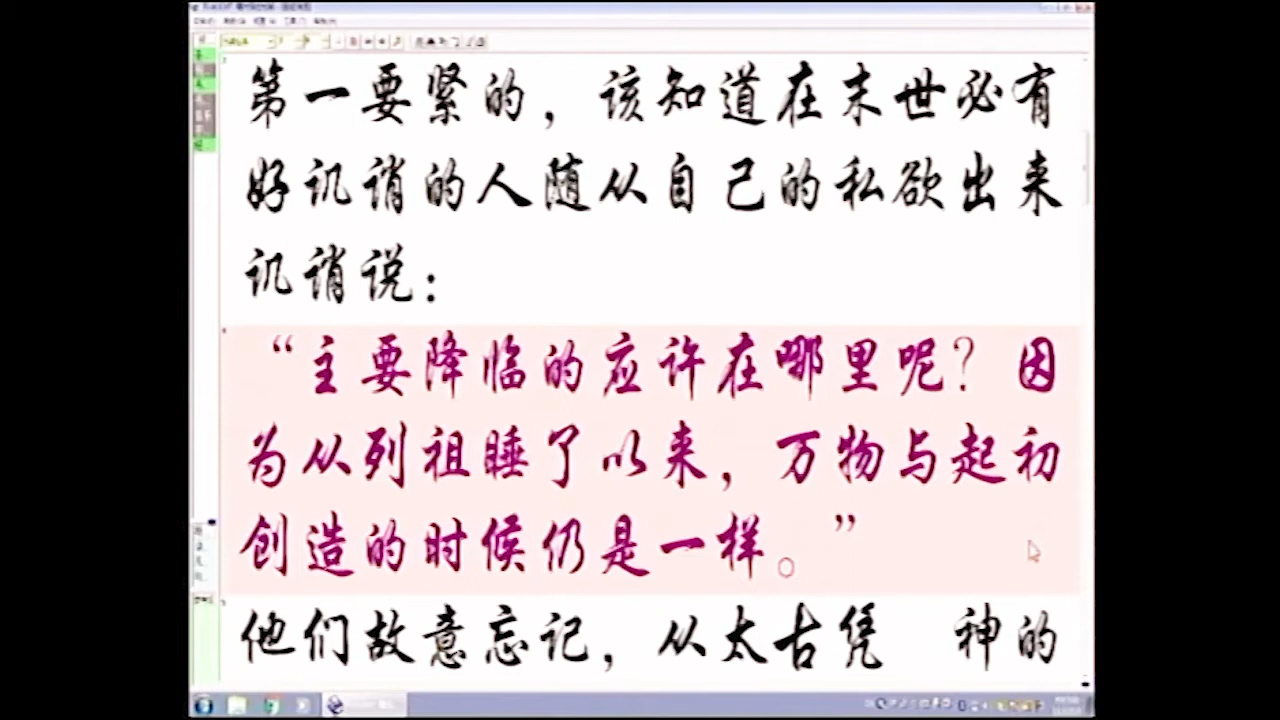 第一要紧的，该知道在末世必有
好讥诮的人随从自己的私欲出来
讥诮说：
“主要降临的应许在哪里呢？因
为从列祖睡了以来，万物与起初
创造的时候仍是一样。”
他们故意忘记，从太古凭　神的